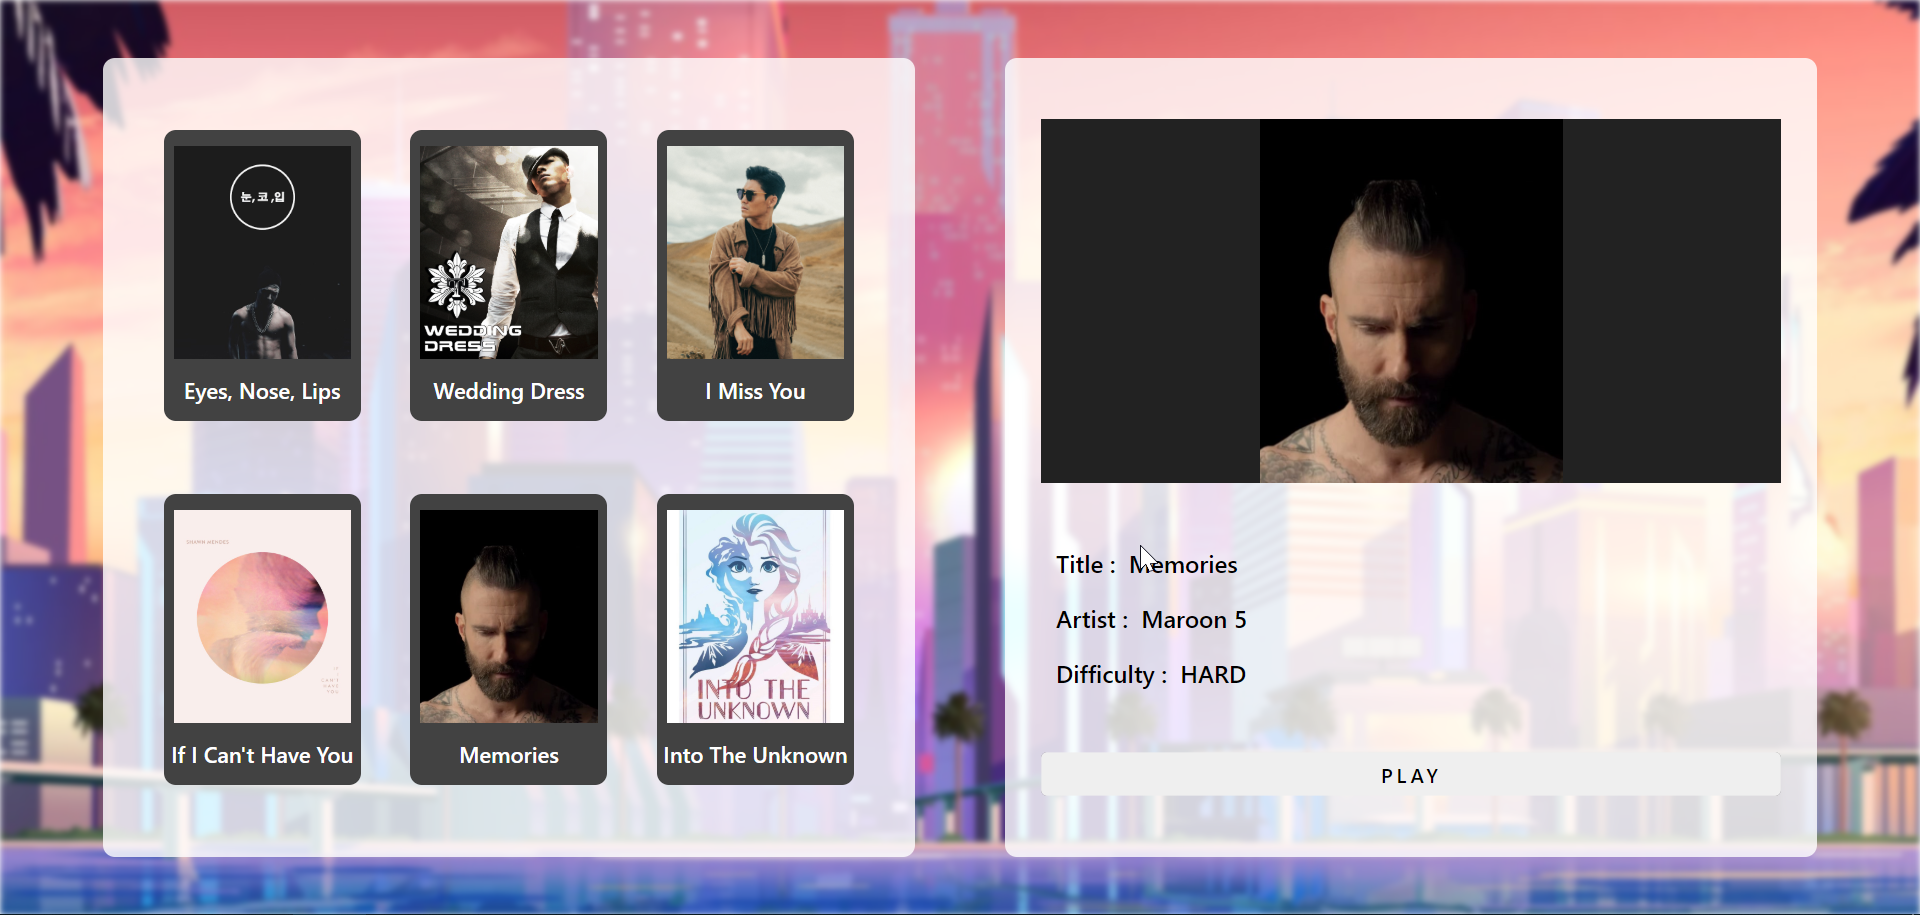 눈, 코 ,입
WEDDING
DRESS
Eyes, Nose, Lips
Wedding Dress
I Miss You
SHAWN MENDES
IF
I
CAN'T
HAVE
YOU
INTO THE
UNKNOWN
If I Can't Have You
Memories
Into The Unknown
Title : Memories
Artist : Maroon 5
Difficulty : HARD
PLAY